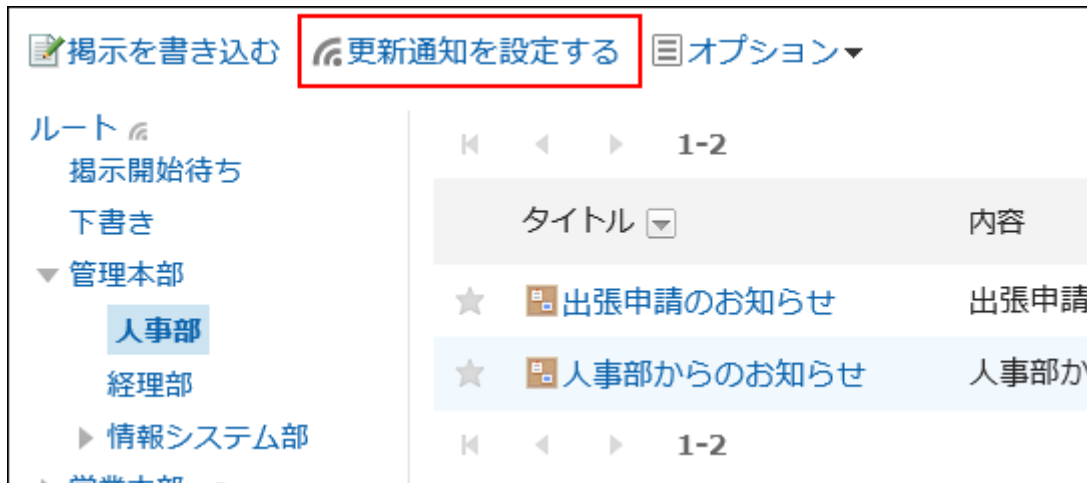 掲示を書き込む 更新通知を設定する オプション
ルート
掲示開始待ち
下書き
管理本部
人事部
経理部
情報システム部
1-2
タイトル 内容
出張申請のお知らせ 出張申請
人事部からのお知らせ 人事部か
1-2